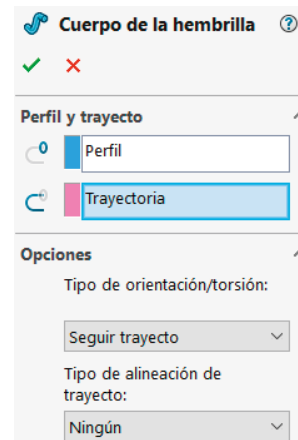 Cuerpo de la hembrilla
Perfil y trayecto
Perfil
Trayectoria
Opciones
Tipo de orientación/torsión:
Seguir trayecto
Tipo de alineación de
trayecto:
Ningún